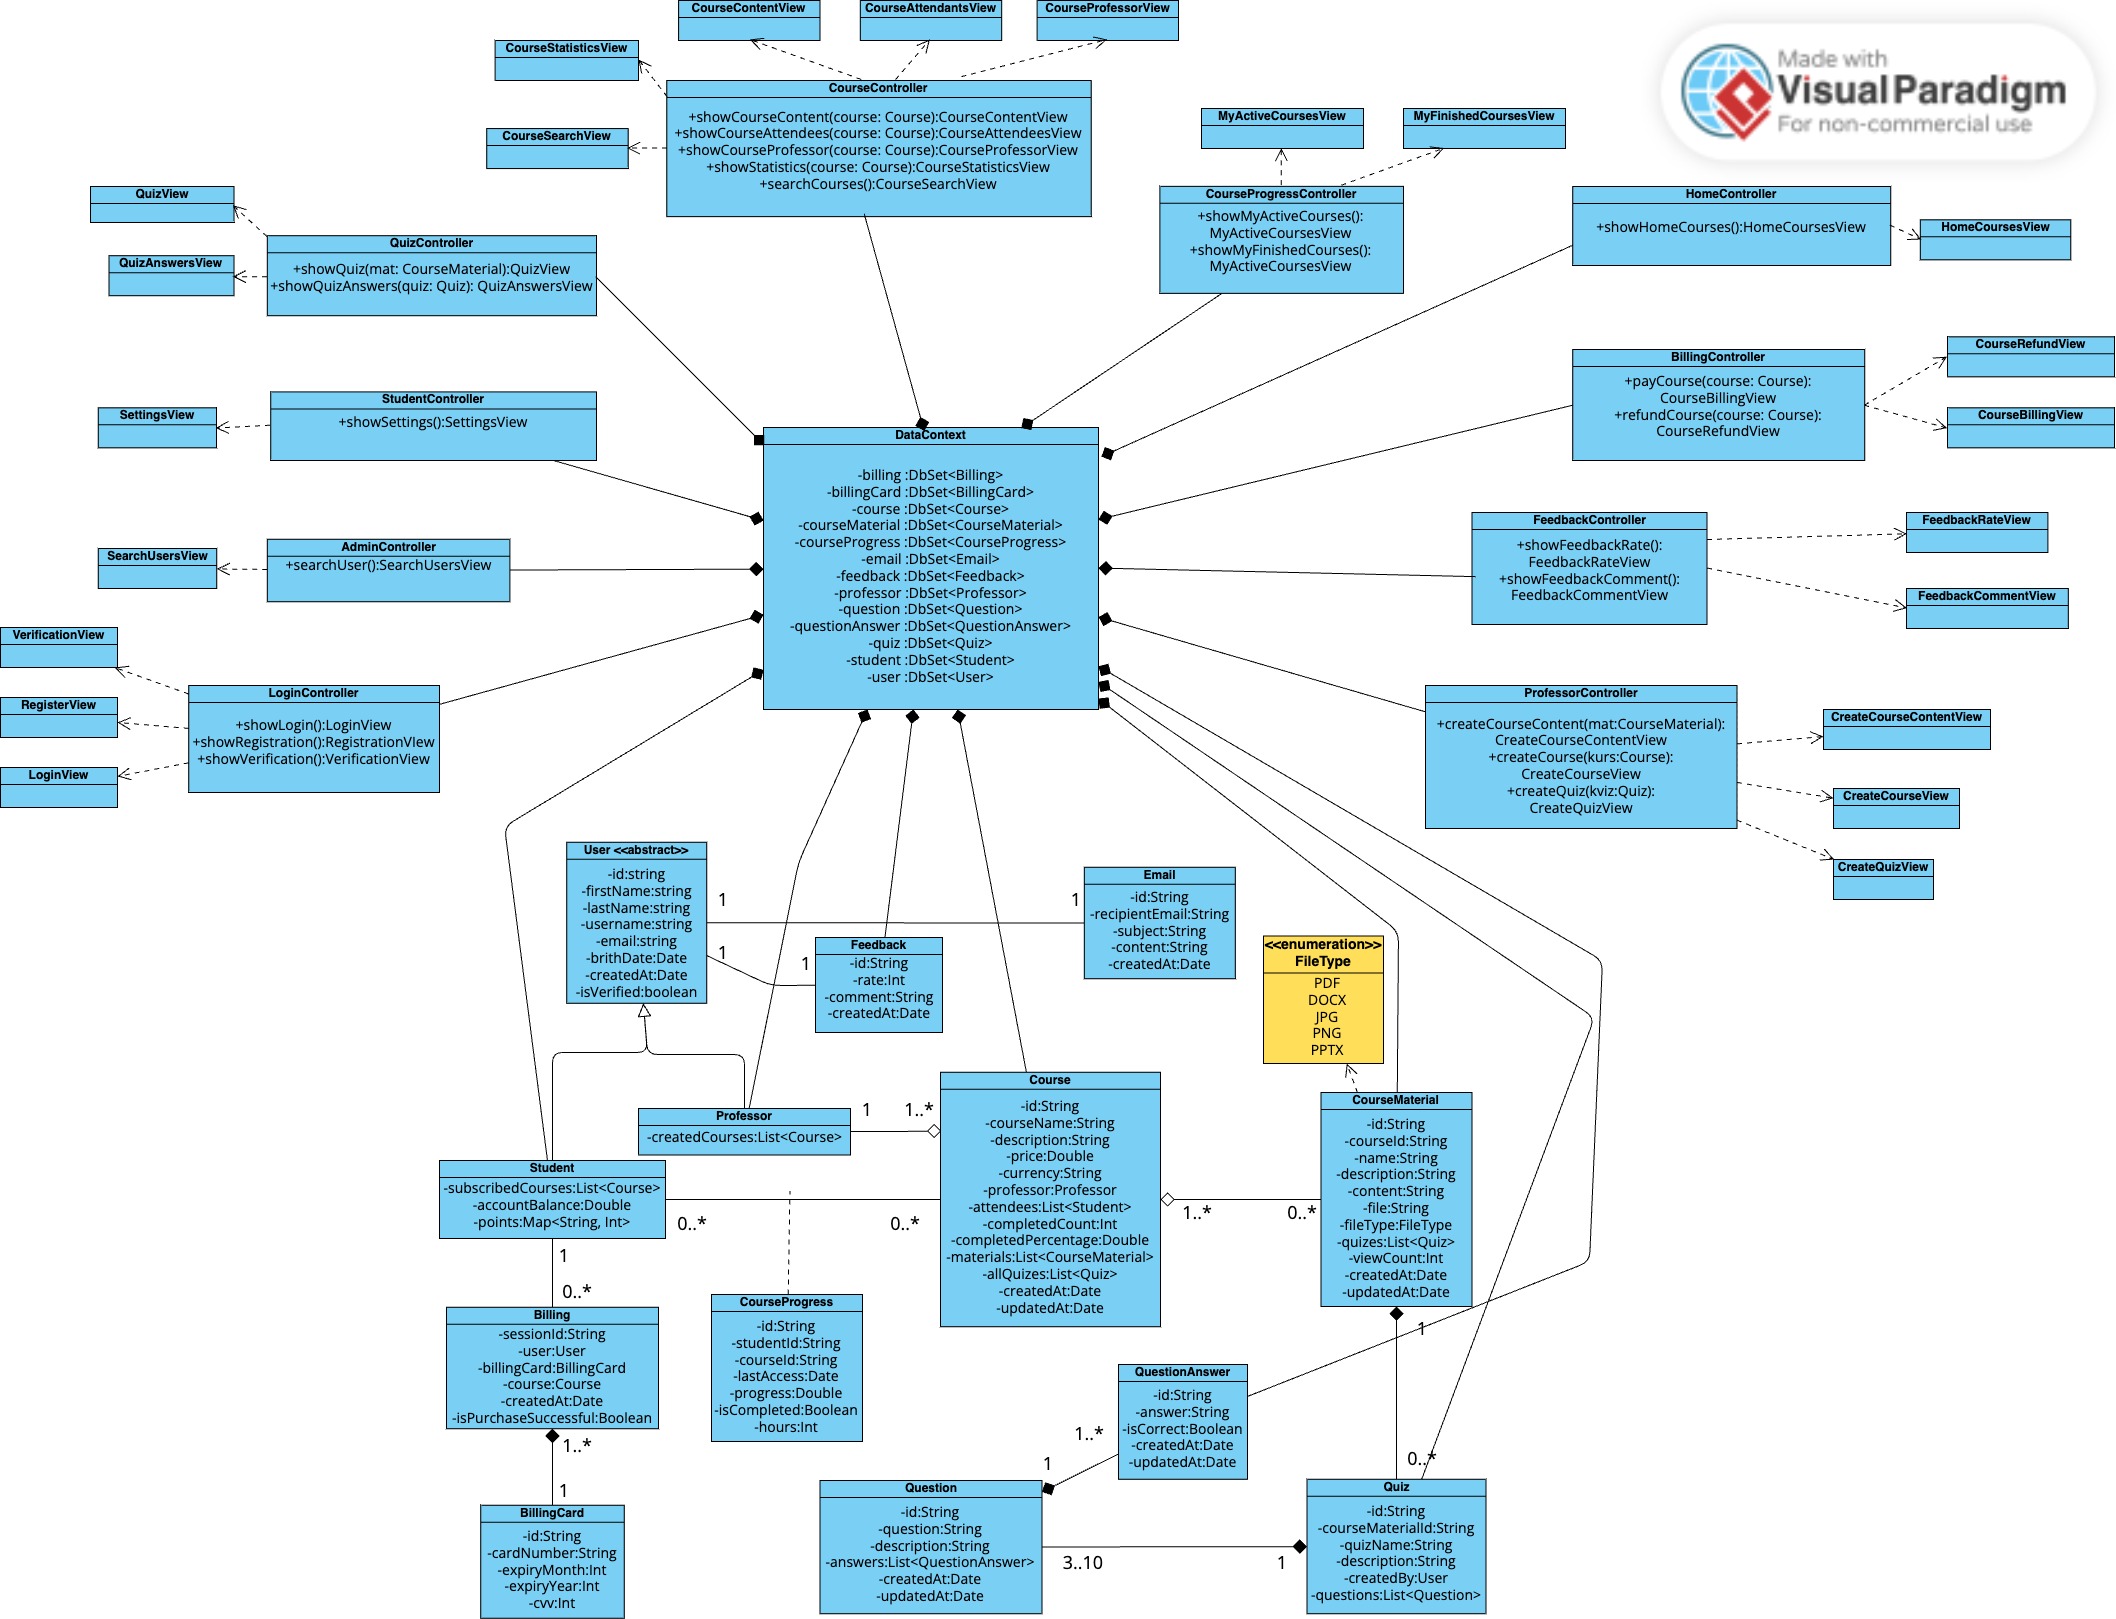 CourseContentView
CourseAttendantsView
CourseProfessorView
CourseStatisticsView
CourseSearchView
CourseController
+showCourseContent(course: Course):CourseContentView
+showCourseAttendees(course: Course):CourseAttendeesView
+showCourseProfessor(course: Course):CourseProfessorView
+showStatistics(course: Course):CourseStatisticsView
+searchCourses():CourseSearchView
Made with
Visual Paradigm
For non-commercial use
MyActiveCoursesView
MyFinishedCoursesView
CourseProgressController
+showMyActiveCourses():
MyActiveCoursesView
+showMyFinishedCourses():
MyActiveCoursesView
HomeController
+showHomeCourses():HomeCoursesView
HomeCoursesView
QuizView
QuizAnswersView
QuizController
+showQuiz(mat: CourseMaterial):QuizView
+showQuizAnswers(quiz: Quiz): QuizAnswersView
BillingController
+payCourse(course: Course):
CourseBillingView
+refundCourse(course: Course):
CourseRefundView
CourseRefundView
CourseBillingView
SettingsView
StudentController
+showSettings():SettingsView
DataContext
-billing :DbSet<Billing>
-billingCard :DbSet<BillingCard>
-course :DbSet<Course>
-courseMaterial :DbSet<CourseMaterial>
-courseProgress :DbSet<CourseProgress>
-email :DbSet<Email>
-feedback :DbSet<Feedback>
-professor :DbSet<Professor>
-question :DbSet<Question>
-questionAnswer :DbSet<QuestionAnswer>
-quiz :DbSet<Quiz>
-student :DbSet<Student>
-user :DbSet<User>
FeedbackController
+showFeedbackRate():
FeedbackRateView
+showFeedbackComment():
FeedbackCommentView
FeedbackRateView
FeedbackCommentView
SearchUsersView
AdminController
+searchUser():SearchUsersView
VerificationView
RegisterView
LoginView
LoginController
+showLogin():LoginView
+showRegistration():RegistrationVIew
+showVerification():VerificationView
ProfessorController
+createCourseContent(mat:CourseMaterial):
CreateCourseContentView
+createCourse(kurs:Course):
CreateCourseView
+createQuiz(kviz:Quiz):
CreateQuizView
CreateCourseContentView
CreateCourseView
CreateQuizView
User <<abstract>>
-id:string
-firstName:string
-lastName:string
-username:string
-email:string
-brithDate:Date
-createdAt:Date
-isVerified:boolean
1
1
1
1
Email
-id:String
-recipientEmail:String
-subject:String
-content:String
-createdAt:Date
Feedback
-id:String
-rate:Int
-comment:String
-createdAt:Date
<<enumeration>>
FileType
PDF
DOCX
JPG
PNG
PPTX
Professor
-createdCourses:List<Course>
1
1..*
Course
-id:String
-courseName:String
-description:String
-price:Double
-currency:String
-professor:Professor
-attendees:List<Student>
-completedCount:Int
-completedPercentage:Double
-materials:List<CourseMaterial>
-allQuizes:List<Quiz>
-createdAt:Date
-updatedAt:Date
CourseMaterial
-id:String
-courseId:String
-name:String
-description:String
-content:String
-file:String
-fileType:FileType
-quizes:List<Quiz>
-viewCount:Int
-createdAt:Date
-updatedAt:Date
1..*
0..*
Student
-subscribedCourses:List<Course>
-accountBalance:Double
-points:Map<String, Int>
0..*
0..*
1
0..*
Billing
-sessionId:String
-user:User
-billingCard:BillingCard
-course:Course
-createdAt:Date
-isPurchaseSuccessful:Boolean
CourseProgress
-id:String
-studentId:String
-courseId:String
-lastAccess:Date
-progress:Double
-isCompleted:Boolean
-hours:Int
1..*
1
BillingCard
-id:String
-cardNumber:String
-expiryMonth:Int
-expiryYear:Int
-cvv:Int
QuestionAnswer
-id:String
-answer:String
-isCorrect:Boolean
-createdAt:Date
-updatedAt:Date
1..*
1
1
0..*
Question
-id:String
-question:String
-description:String
-answers:List<QuestionAnswer>
-createdAt:Date
-updatedAt:Date
3..10
1
Quiz
-id:String
-courseMaterialId:String
-quizName:String
-description:String
-createdBy:User
-questions:List<Question>